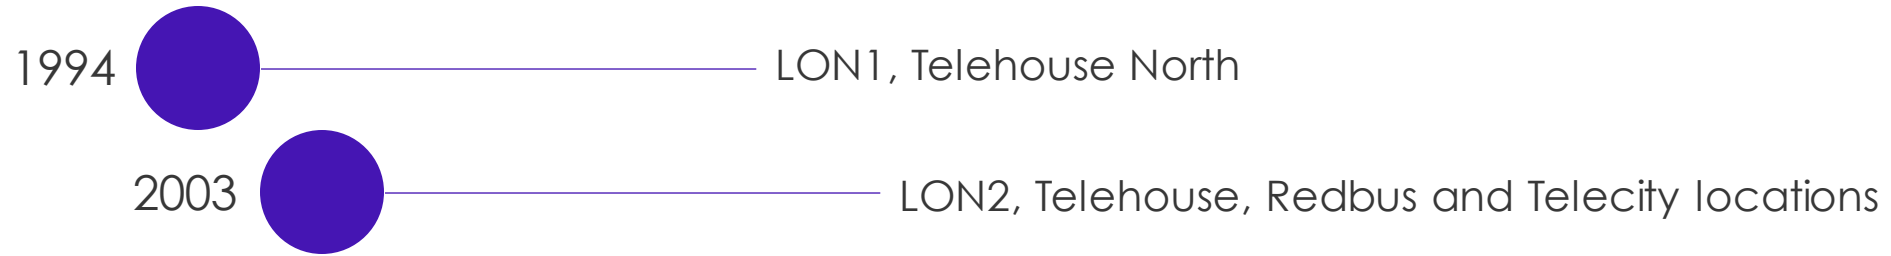 1994 LON1, Telehouse North
2003 LON2, Telehouse, Redbus and Telecity locations